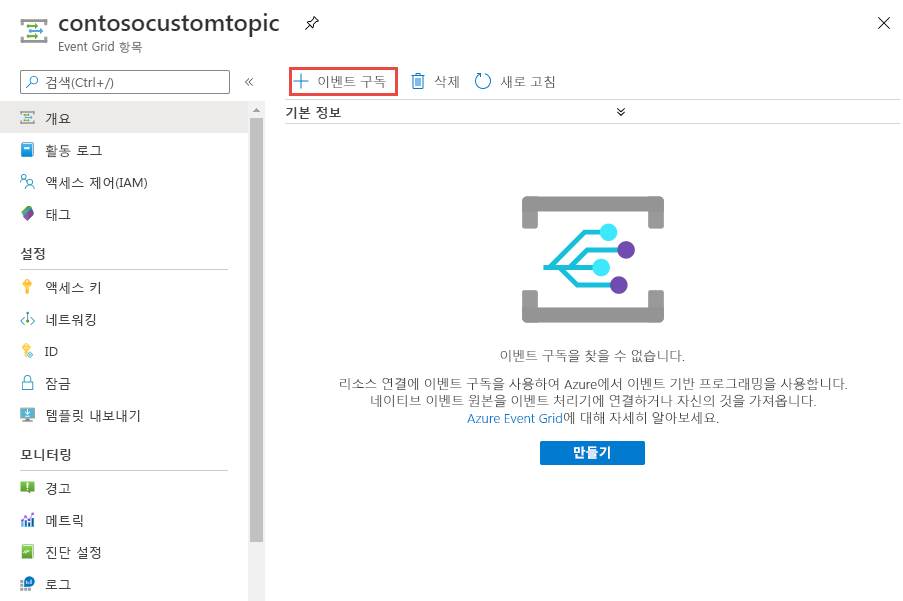 contosocustomtopic
Event Grid 항목
검색(Ctrl+/)
개요
활동 로그
액세스 제어(IAM)
태그
설정
액세스 키
네트워킹
ID
잠금
템플릿 내보내기
모니터링
경고
메트릭
진단 설정
로그
이벤트 구독
삭제
새로 고침
기본 정보
이벤트 구독을 찾을 수 없습니다.
리소스 연결에 이벤트 구독을 사용하여 Azure에서 이벤트 기반 프로그래밍을 사용합니다.
네이티브 이벤트 원본을 이벤트 처리기에 연결하거나 자신의 것을 가져옵니다.
Azure Event Grid에 대해 자세히 알아보세요.
만들기